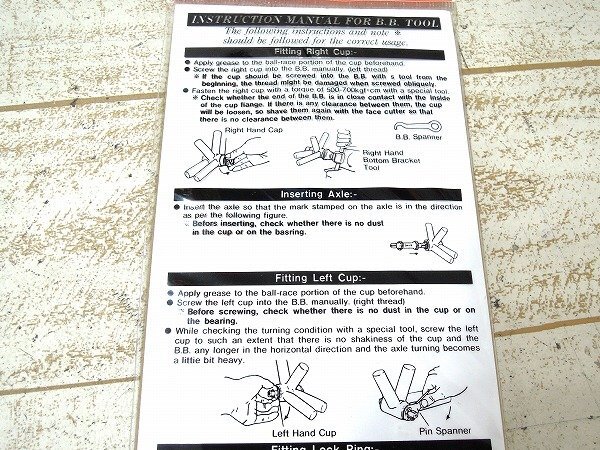 INSTRUCTION MANUAL FOR B.B. TOOL
The following instructions and note ※
should be followed for the correct usage.
Fitting Right Cup:-
● Apply grease to the ball-race portion of the cup beforehand.
● Screw the right cup into the B.B. manually. (left thread)
※ If the cup should be screwed into the B.B. with s tool from the
beginning, the thread might be damaged when screwed obliquely.
● Fasten the right cup with a torque of 500-700kgf·cm with a special tool.
※ Check whether the end of the B.B. is in close contact with the inside
of the cup flange. If there is any clearance between them, the cup
will be loosen, so shave them again with the face cutter so that
there is no clearance between them.
Right Hand Cap
B.B. Spanner
Right Hand
Bottom Bracket
Tool
Inserting Axle:-
● Insert the axle so that the mark stamped on the axle is in the direction
as per the following figure.
※ Befors inserting, check whether there is no dust
in the cup or on the basring.
Fitting Left Cup:-
● Apply grease to the ball-race portion of the cup beforehand.
● Screw the left cup into the B.B. manually. (right thread)
※ Before screwing, check whether there is no dust in the cup or on
the bearing.
● While checking the turning condition with a special tool, screw the left
cup to such an extent that there is no shakiness of the cup and the
B.B. any longer in the horizontal direction and the axle turning becomes
a little bit heavy.
Left Hand Cup
Pin Spanner
Fitting Lock Ring:-